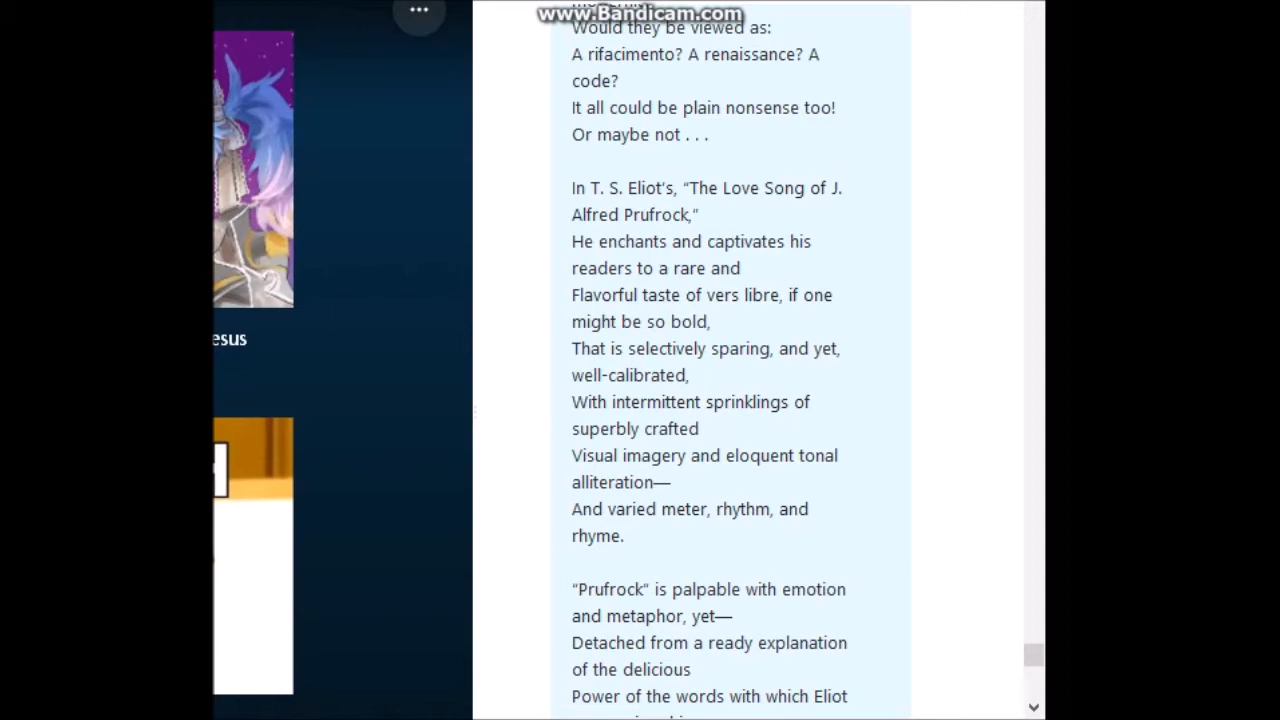 www.Bandicam.com
Would they be viewed as:
A rifacimento? A renaissance? A
code?
It all could be plain nonsense too!
Or maybe not . . .
In T. S. Eliot's, “The Love Song of J.
Alfred Prufrock,”
He enchants and captivates his
readers to a rare and
Flavorful taste of vers libre, if one
might be so bold,
That is selectively sparing, and yet,
well-calibrated,
With intermittent sprinklings of
superbly crafted
Visual imagery and eloquent tonal
alliteration—
And varied meter, rhythm, and
rhyme.
“Prufrock” is palpable with emotion
and metaphor, yet—
Detached from a ready explanation
of the delicious
Power of the words with which Eliot
esus